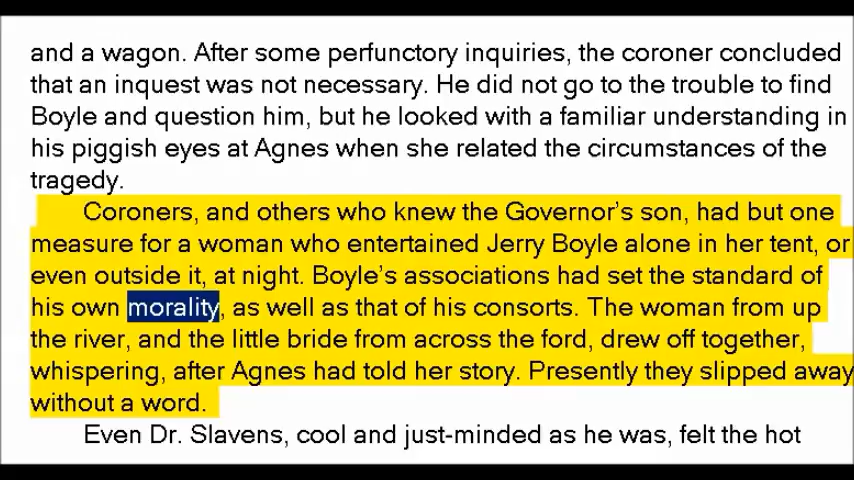 and a wagon. After some perfunctory inquiries, the coroner concluded
that an inquest was not necessary. He did not go to the trouble to find
Boyle and question him, but he looked with a familiar understanding in
his piggish eyes at Agnes when she related the circumstances of the
tragedy.
Coroners, and others who knew the Governor’s son, had but one
measure for a woman who entertained Jerry Boyle alone in her tent, or
even outside it, at night. Boyle’s associations had set the standard of
his own morality, as well as that of his consorts. The woman from up
the river, and the little bride from across the ford, drew off together,
whispering, after Agnes had told her story. Presently they slipped away
without a word.
Even Dr. Slavens, cool and just-minded as he was, felt the hot